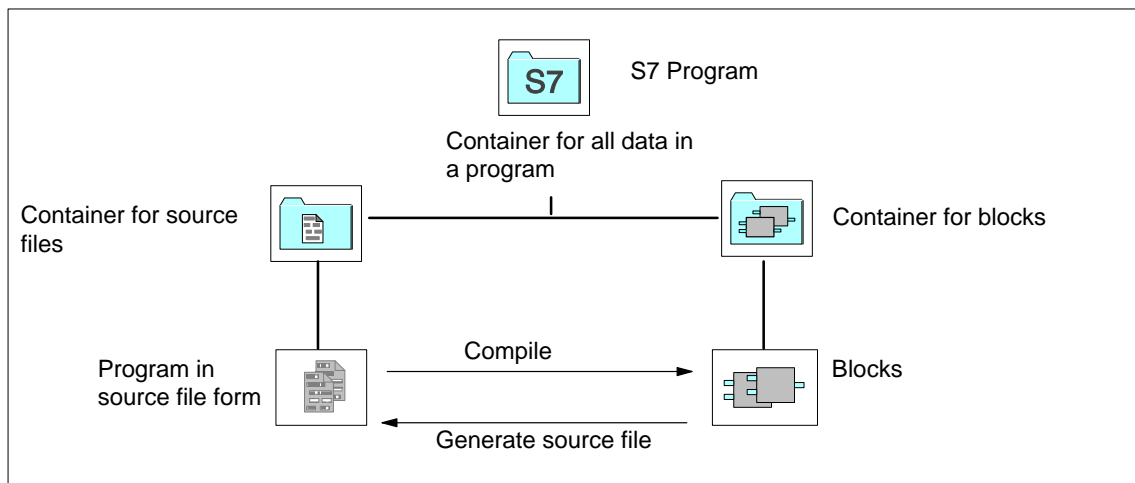 S7
S7 Program
Container for all data in
a program
Container for source
files
Container for blocks
Program in
source file form
Compile
Blocks
Generate source file